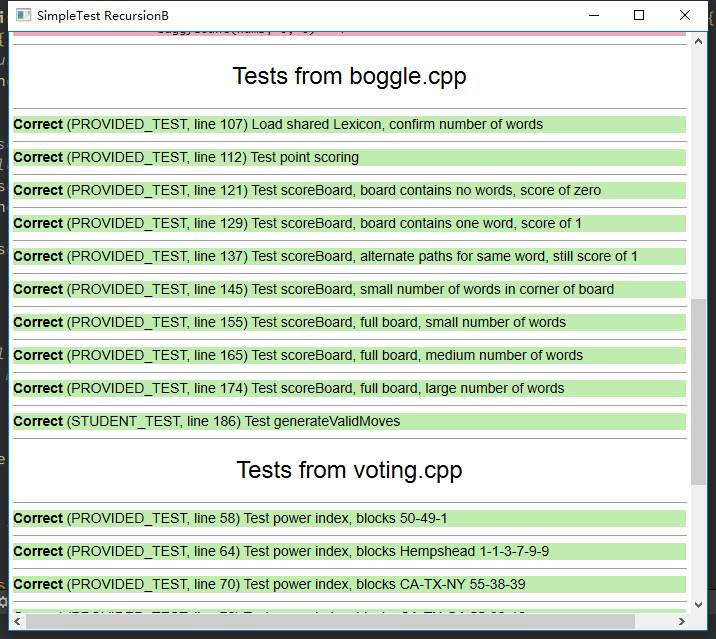 SimpleTest RecursionB
Tests from boggle.cpp
Correct (PROVIDED_TEST, line 107) Load shared Lexicon, confirm number of words
Correct (PROVIDED_TEST, line 112) Test point scoring
Correct (PROVIDED_TEST, line 121) Test scoreBoard, board contains no words, score of zero
Correct (PROVIDED_TEST, line 129) Test scoreBoard, board contains one word, score of 1
Correct (PROVIDED_TEST, line 137) Test scoreBoard, alternate paths for same word, still score of 1
Correct (PROVIDED_TEST, line 145) Test scoreBoard, small number of words in corner of board
Correct (PROVIDED_TEST, line 155) Test scoreBoard, full board, small number of words
Correct (PROVIDED_TEST, line 165) Test scoreBoard, full board, medium number of words
Correct (PROVIDED_TEST, line 174) Test scoreBoard, full board, large number of words
Correct (STUDENT_TEST, line 186) Test generateValidMoves
Tests from voting.cpp
Correct (PROVIDED_TEST, line 58) Test power index, blocks 50-49-1
Correct (PROVIDED_TEST, line 64) Test power index, blocks Hempshead 1-1-3-7-9-9
Correct (PROVIDED_TEST, line 70) Test power index, blocks CA-TX-NY 55-38-39